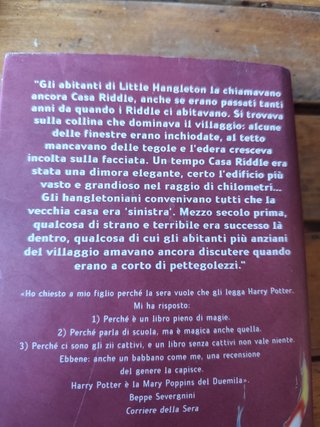 "Gli abitanti di Little Hangleton la chiamavano
ancora Casa Riddle, anche se erano passati tanti
anni da quando i Riddle ci abitavano. Si trovava
sulla collina che dominava il villaggio: alcune
delle finestre erano inchiodate, al tetto
mancavano delle tegole e l'edera cresceva
incolta sulla facciata. Un tempo Casa Riddle era
stata una dimora elegante, certo l'edificio più
vasto e grandioso nel raggio di chilometri...
Gli hangletoniani convenivano tutti che la
vecchia casa era 'sinistra'. Mezzo secolo prima,
qualcosa di strano e terribile era successo là
dentro, qualcosa di cui gli abitanti più anziani
del villaggio amavano ancora discutere quando
erano a corto di pettegolezzi."
«Ho chiesto a mio figlio perché la sera vuole che gli legga Harry Potter.
Mi ha risposto:
1) Perché è un libro pieno di magie.
2) Perché parla di scuola, ma è magica anche quella.
3) Perché ci sono gli zii cattivi, e un libro senza cattivi non vale niente.
Ebbene: anche un babbano come me, una recensione
del genere la capisce.
Harry Potter è la Mary Poppins del Duemila».
Beppe Severgnini
Corriere della Sera